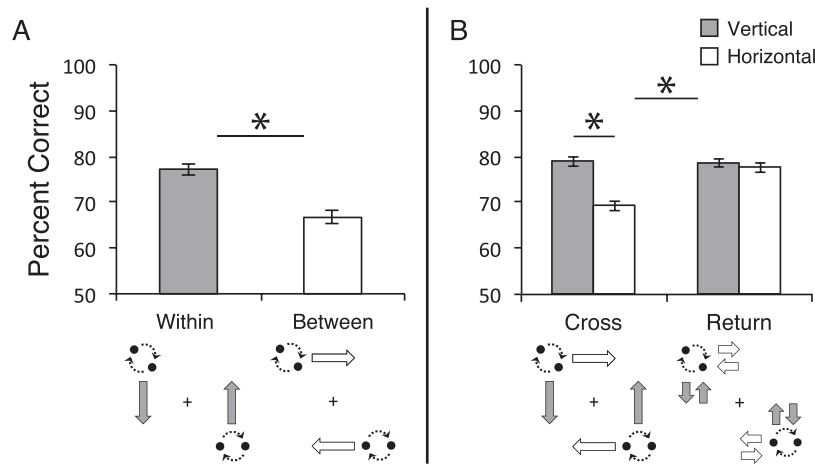 A
Percent Correct
100
90
80
70
60
50
*
Within
Between
+
+
B
Vertical
Horizontal
100
90
80
70
60
50
*
*
Cross
Return
+
+